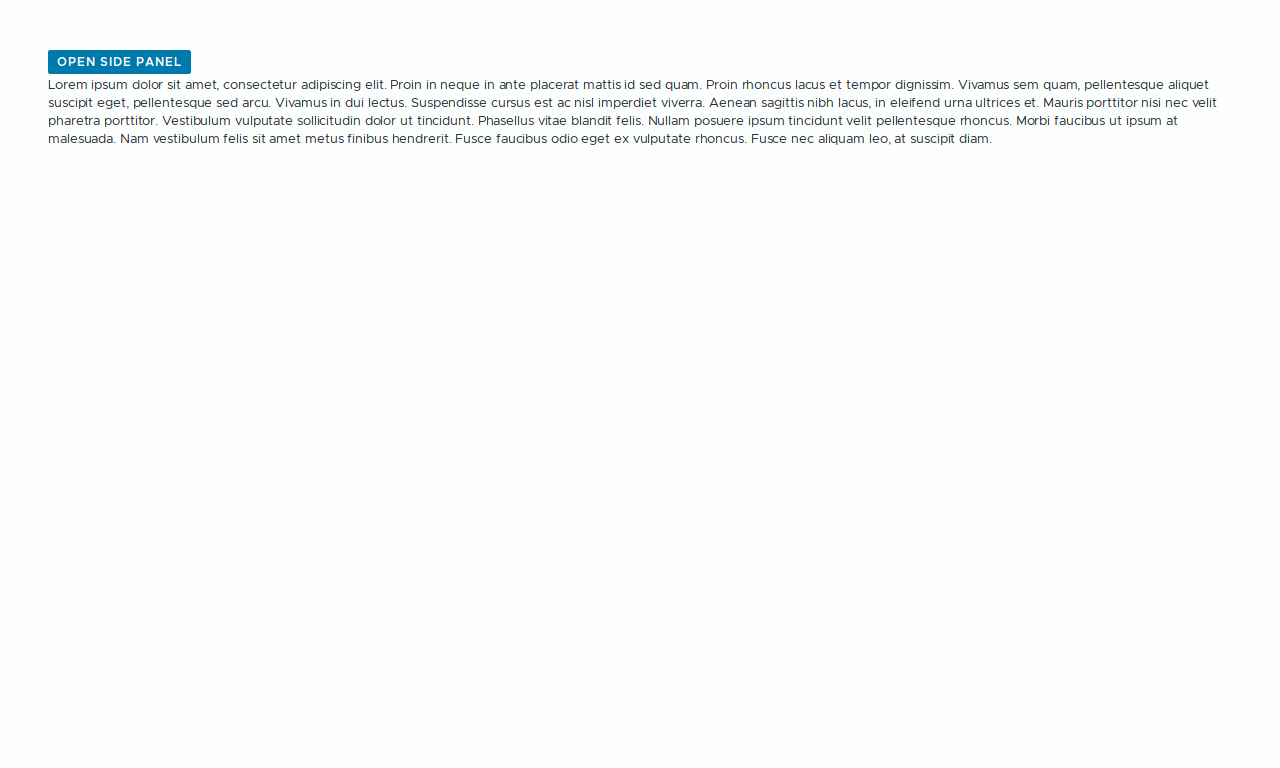 OPEN SIDE PANEL
Lorem ipsum dolor sit amet, consectetur adipiscing elit. Proin in neque in ante placerat mattis id sed quam. Proin rhoncus lacus et tempor dignissim. Vivamus sem quam, pellentesque aliquet
suscipit eget, pellentesque sed arcu. Vivamus in dui lectus. Suspendisse cursus est ac nisl imperdiet viverra. Aenean sagittis nibh lacus, in eleifend urna ultrices et. Mauris porttitor nisi nec velit
pharetra porttitor. Vestibulum vulputate sollicitudin dolor ut tincidunt. Phasellus vitae blandit felis. Nullam posuere ipsum tincidunt velit pellentesque rhoncus. Morbi faucibus ut ipsum at
malesuada. Nam vestibulum felis sit amet metus finibus hendrerit. Fusce faucibus odio eget ex vulputate rhoncus. Fusce nec aliquam leo, at suscipit diam.